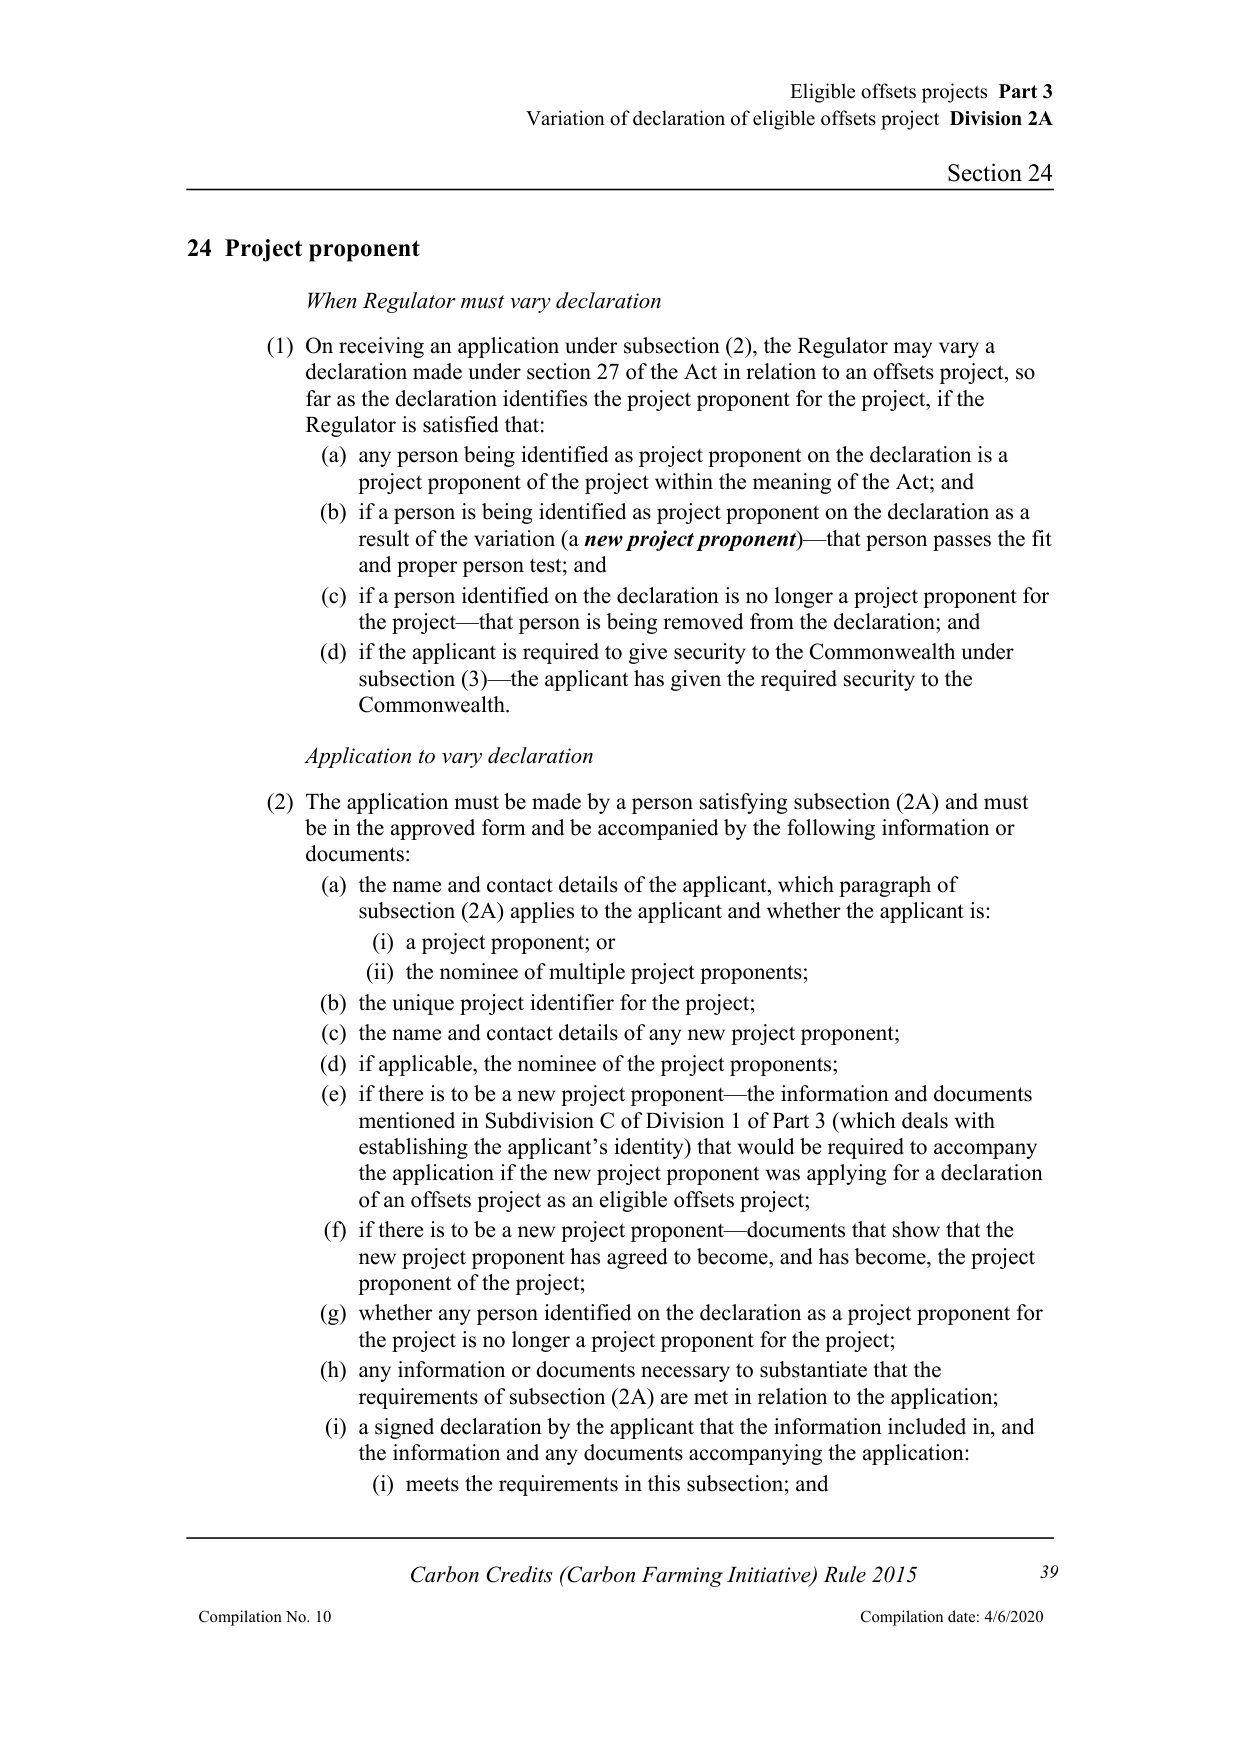 Eligible offsets projects Part 3
Variation of declaration of eligible offsets project Division 2A
Section 24
24 Project proponent
When Regulator must vary declaration
(1) On receiving an application under subsection (2), the Regulator may vary a
declaration made under section 27 of the Act in relation to an offsets project, so
far as the declaration identifies the project proponent for the project, if the
Regulator is satisfied that:
(a) any person being identified as project proponent on the declaration is a
project proponent of the project within the meaning of the Act; and
(b) if a person is being identified as project proponent on the declaration as a
result of the variation (a new project proponent)—that person passes the fit
and proper person test; and
(c) if a person identified on the declaration is no longer a project proponent for
the project—that person is being removed from the declaration; and
(d) if the applicant is required to give security to the Commonwealth under
subsection (3)—the applicant has given the required security to the
Commonwealth.
Application to vary declaration
(2) The application must be made by a person satisfying subsection (2A) and must
be in the approved form and be accompanied by the following information or
documents:
(a) the name and contact details of the applicant, which paragraph of
subsection (2A) applies to the applicant and whether the applicant is:
(i) a project proponent; or
(ii) the nominee of multiple project proponents;
(b) the unique project identifier for the project;
(c) the name and contact details of any new project proponent;
(d) if applicable, the nominee of the project proponents;
(e) if there is to be a new project proponent—the information and documents
mentioned in Subdivision C of Division 1 of Part 3 (which deals with
establishing the applicant’s identity) that would be required to accompany
the application if the new project proponent was applying for a declaration
of an offsets project as an eligible offsets project;
(f) if there is to be a new project proponent—documents that show that the
new project proponent has agreed to become, and has become, the project
proponent of the project;
(g) whether any person identified on the declaration as a project proponent for
the project is no longer a project proponent for the project;
(h) any information or documents necessary to substantiate that the
requirements of subsection (2A) are met in relation to the application;
(i) a signed declaration by the applicant that the information included in, and
the information and any documents accompanying the application:
(i) meets the requirements in this subsection; and
Carbon Credits (Carbon Farming Initiative) Rule 2015 39
Compilation No. 10 Compilation date: 4/6/2020